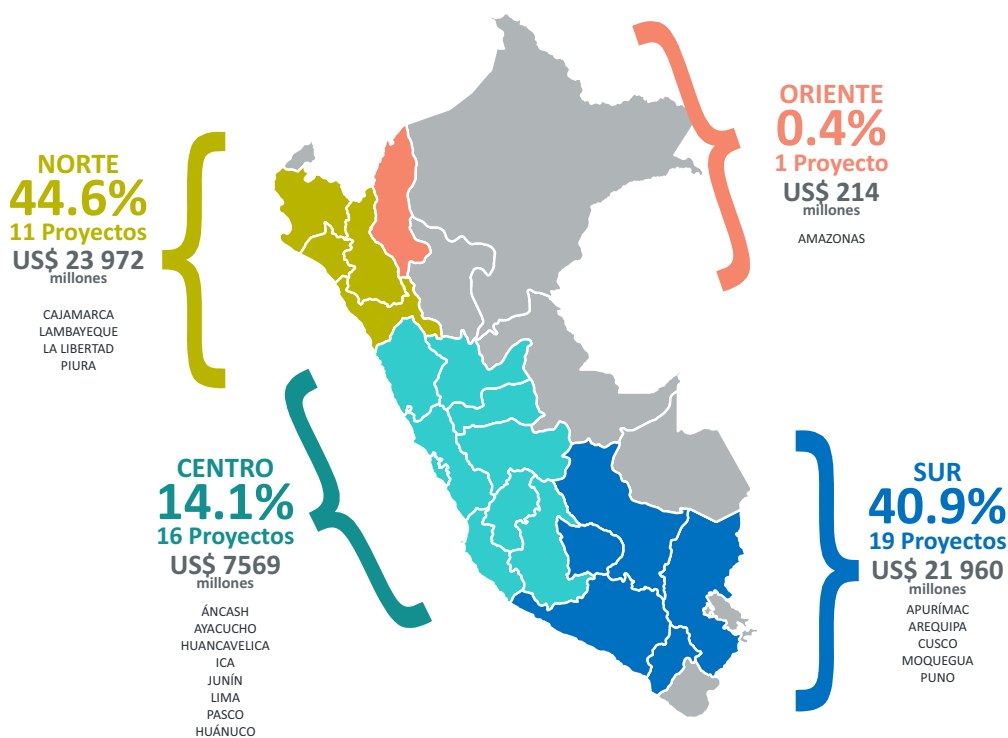 NORTE
44.6%
11 Proyectos
US$ 23 972
millones
CAJAMARCA
LAMBAYEQUE
LA LIBERTAD
PIURA
ORIENTE
0.4%
1 Proyecto
US$ 214
millones
AMAZONAS
CENTRO
14.1%
16 Proyectos
US$ 7569
millones
ÁNCASH
AYACUCHO
HUANCAVELICA
ICA
JUNÍN
LIMA
PASCO
HUÁNUCO
SUR
40.9%
19 Proyectos
US$ 21 960
millones
APURÍMAC
AREQUIPA
CUSCO
MOQUEGUA
PUNO